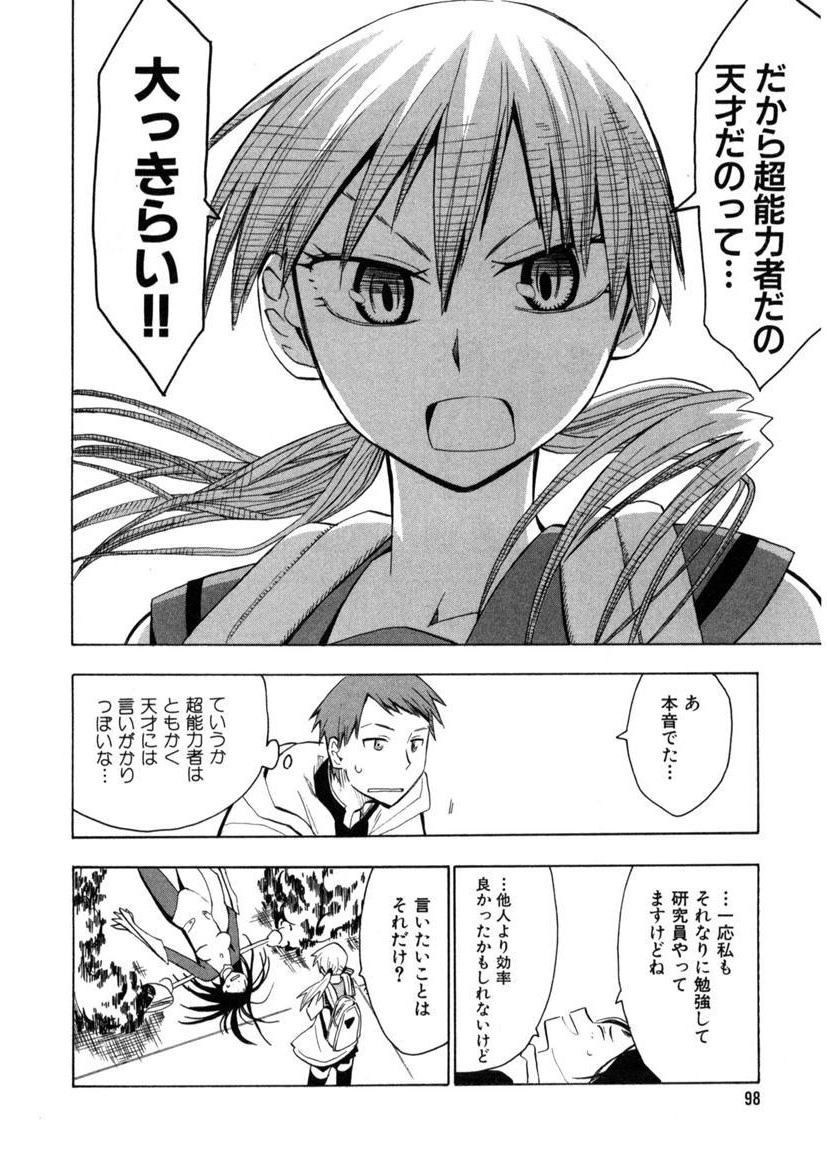 だから超能力者だの
天才だのって…
大っきらい!!
あ
本音でた…
ていうか
超能力者は
ともかく
天才には
言いがかり
っぽいな…
…一応私も
それなりに勉強して
研究員やって
ますけどね
…他人より効率
良かったかもしれないけど
言いたいことは
それだけ?
98